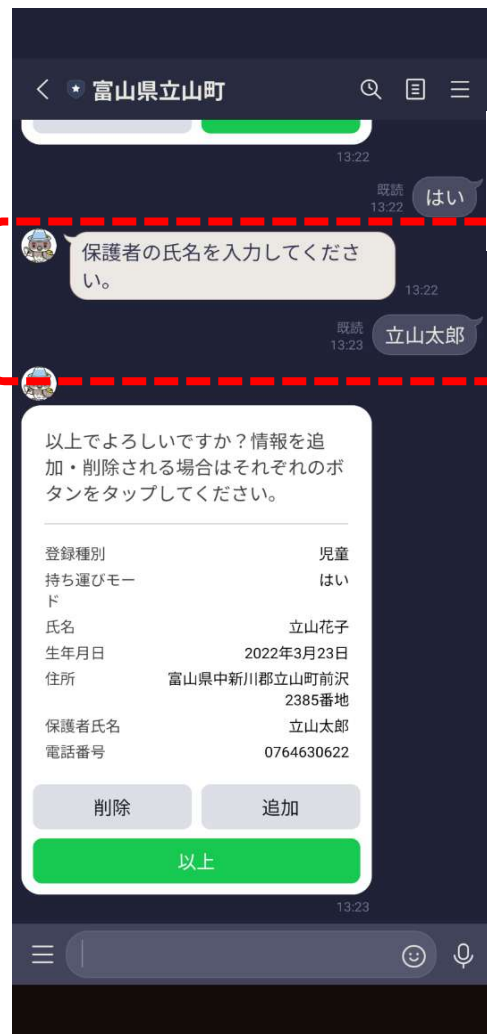 富山県立山町
13:22
既読
13:22
はい
保護者の氏名を入力してくださ
い。
13:22
既読
13:23
立山太郎
以上でよろしいですか？情報を追
加・削除される場合はそれぞれのボ
タンをタップしてください。
登録種別 児童
持ち運びモー はい
ド
氏名 立山花子
生年月日 2022年3月23日
住所 富山県中新川郡立山町前沢
2385番地
保護者氏名 立山太郎
電話番号 0764630622
削除 追加
以上
13:23